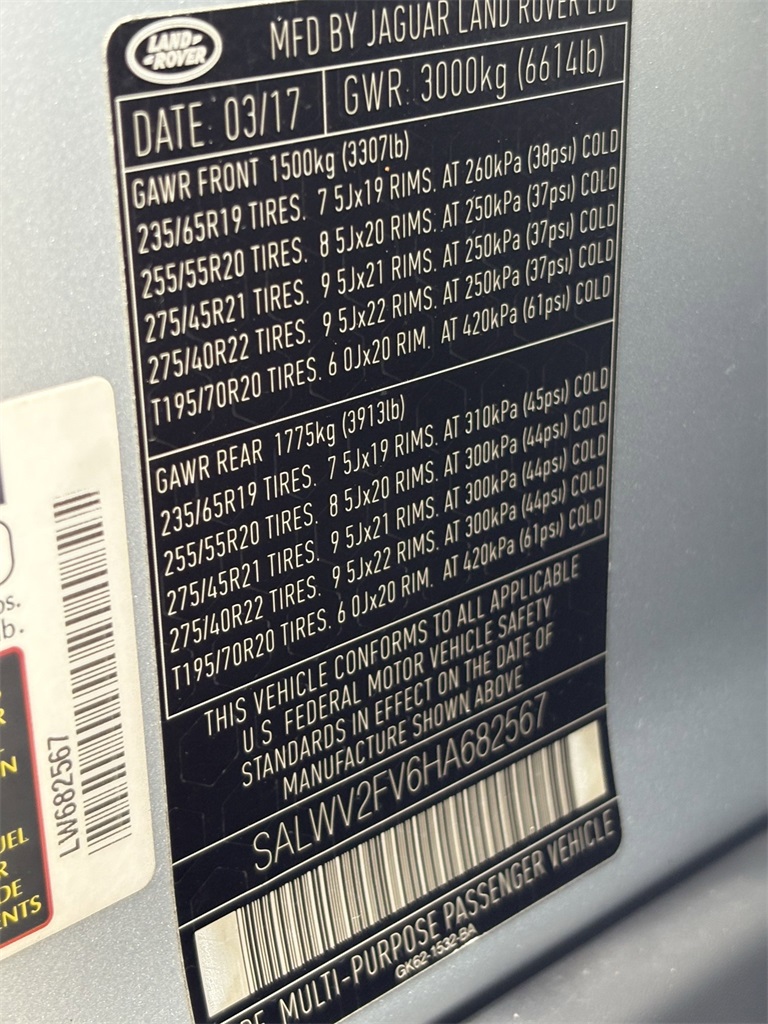 LAND
ROVER
MFD BY JAGUAR LAND ROVER LTD
DATE: 03/17
GWR: 3000kg (6614lb)
GAWR FRONT 1500kg (3307lb)
235/65R19 TIRES. 7 5Jx19 RIMS. AT 260kPa (38psi) COLD
255/55R20 TIRES. 8 5Jx20 RIMS. AT 250kPa (37psi) COLD
275/45R21 TIRES. 9 5Jx21 RIMS. AT 250kPa (37psi) COLD
275/40R22 TIRES. 9 5Jx22 RIMS. AT 250kPa (37psi) COLD
T195/70R20 TIRES. 6 0Jx20 RIM. AT 420kPa (61psi) COLD
GAWR REAR 1775kg (3913lb)
235/65R19 TIRES. 7 5Jx19 RIMS. AT 310kPa (45psi) COLD
255/55R20 TIRES. 8 5Jx20 RIMS. AT 300kPa (44psi) COLD
275/45R21 TIRES. 9 5Jx21 RIMS. AT 300kPa (44psi) COLD
275/40R22 TIRES. 9 5Jx22 RIMS. AT 300kPa (44psi) COLD
T195/70R20 TIRES. 6 0Jx20 RIM. AT 420kPa (61psi) COLD
THIS VEHICLE CONFORMS TO ALL APPLICABLE
U S FEDERAL MOTOR VEHICLE SAFETY
STANDARDS IN EFFECT ON THE DATE OF
MANUFACTURE SHOWN ABOVE
SALWV2FV6HA682567
MULTI-PURPOSE PASSENGER VEHICLE
GK62-1532-BA
LW682567